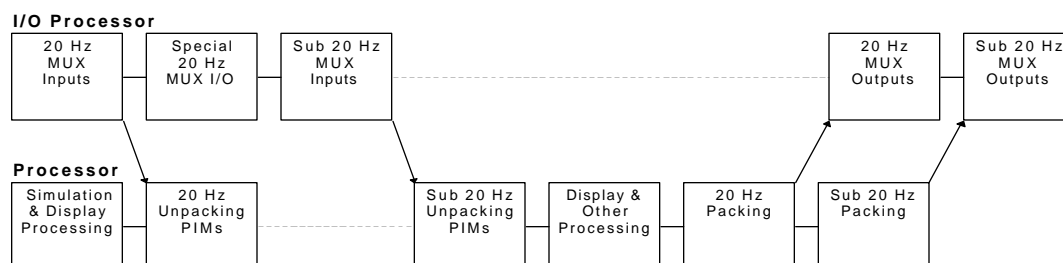 I/O Processor
20 Hz
MUX
Inputs
Special
20 Hz
MUX I/O
Sub 20 Hz
MUX
Inputs
20 Hz
MUX
Outputs
Sub 20 Hz
MUX
Outputs
Processor
Simulation
& Display
Processing
20 Hz
Unpacking
PIMs
Sub 20 Hz
Unpacking
PIMs
Display &
Other
Processing
20 Hz
Packing
Sub 20 Hz
Packing